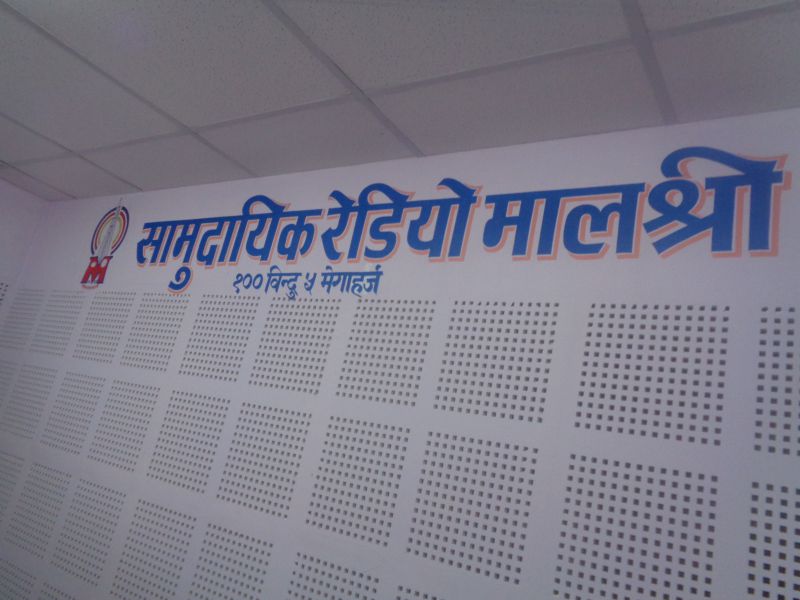 सामुदायिक रेडियो मालश्री
१०० विन्दु ५ मेगाहर्ज